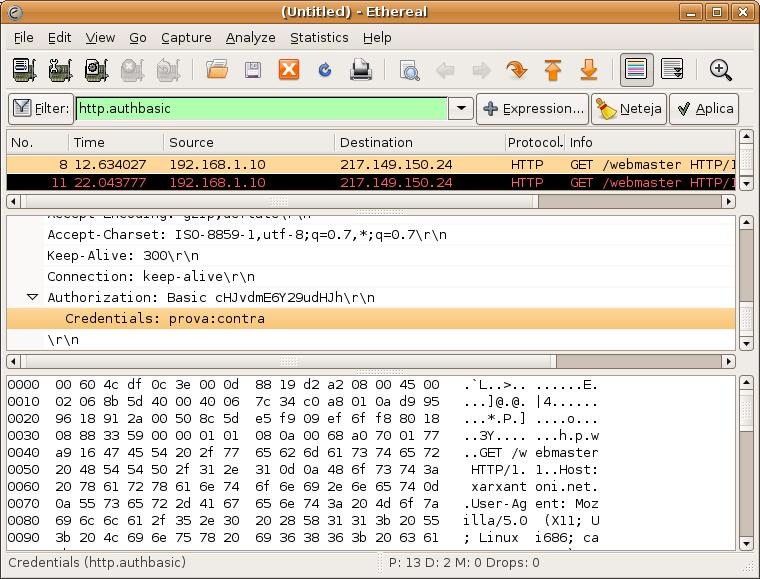 (Untitled) - Ethereal
File Edit View Go Capture Analyze Statistics Help
Filter: http.authbasic Expression... Neteja Aplica
No. Time Source Destination Protocol Info
8 12.634027 192.168.1.10 217.149.150.24 HTTP GET /webmaster HTTP/1
11 22.043777 192.168.1.10 217.149.150.24 HTTP GET /webmaster HTTP/1
Accept-Encoding: gzip,deflate\r\n
Accept-Charset: ISO-8859-1,utf-8;q=0.7,*;q=0.7\r\n
Keep-Alive: 300\r\n
Connection: keep-alive\r\n
Authorization: Basic cHJvdmE6Y29udHJh\r\n
Credentials: prova:contra
\r\n
0000 00 60 4c df 0c 3e 00 0d 88 19 d2 a2 08 00 45 00 .`L..>.. ......E.
0010 02 06 8b 5d 40 00 40 06 7c 34 c0 a8 01 0a d9 95 ...]@.@. |4......
0020 96 18 91 2a 00 50 8c 5d e5 f9 09 ef 6f f8 80 18 ...*.P.] ....o...
0030 08 88 33 59 00 00 01 01 08 0a 00 68 a0 70 01 77 ..3Y.... ...h.p.w
0040 a9 16 47 45 54 20 2f 77 65 62 6d 61 73 74 65 72 ..GET /w ebmaster
0050 20 48 54 54 50 2f 31 2e 31 0d 0a 48 6f 73 74 3a HTTP/1. 1..Host:
0060 20 78 61 72 78 61 6e 74 6f 6e 69 2e 6e 65 74 0d xarxant oni.net.
0070 0a 55 73 65 72 2d 41 67 65 6e 74 3a 20 4d 6f 7a .User-Ag ent: Moz
0080 69 6c 6c 61 2f 35 2e 30 20 28 58 31 31 3b 20 55 illa/5.0 (X11; U
0090 3b 20 4c 69 6e 75 78 20 69 36 38 36 3b 20 63 61 ; Linux i686; ca
Credentials (http.authbasic) P: 13 D: 2 M: 0 Drops: 0